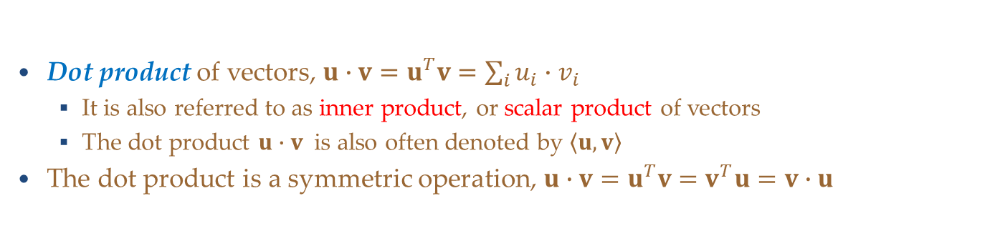 • Dot product of vectors, 𝐮 ⋅ 𝐯 = 𝐮ᵀ𝐯 = ∑ᵢ 𝑢ᵢ ⋅ 𝑣ᵢ
▪ It is also referred to as inner product, or scalar product of vectors
▪ The dot product 𝐮 ⋅ 𝐯 is also often denoted by ⟨𝐮, 𝐯⟩
• The dot product is a symmetric operation, 𝐮 ⋅ 𝐯 = 𝐮ᵀ𝐯 = 𝐯ᵀ𝐮 = 𝐯 ⋅ 𝐮